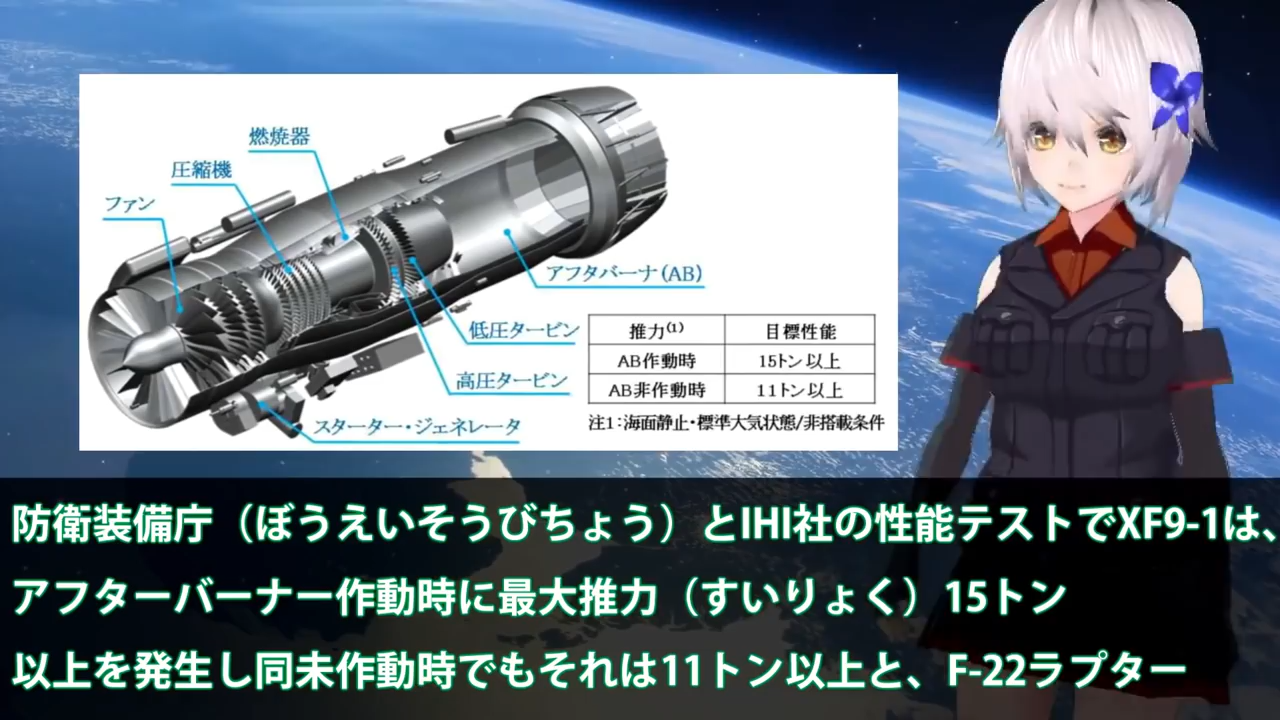 燃焼器
圧縮機
ファン
アフタバーナ(AB)
低圧タービン
高圧タービン
スターター・ジェネレータ
推力(1) 目標性能
AB作動時 15トン以上
AB非作動時 11トン以上
注1:海面静止・標準大気状態/非搭載条件
防衛装備庁（ぼうえいそうびちょう）とIHI社の性能テストでXF9-1は、
アフターバーナー作動時に最大推力（すいりょく）15トン
以上を発生し同未作動時でもそれは11トン以上と、F-22ラプター